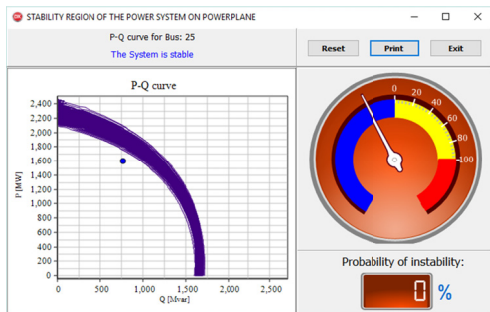 STABILITY REGION OF THE POWER SYSTEM ON POWERPLANE
P-Q curve for Bus: 25
The System is stable
Reset Print Exit
P-Q curve
2,400
2,200
2,000
1,800
1,600
1,400
1,200
1,000
800
600
400
200
0
P [MW]
0 500 1,000 1,500 2,000 2,500
Q [Mvar]
0 20 40 60 80 100
Probability of instability:
0 %